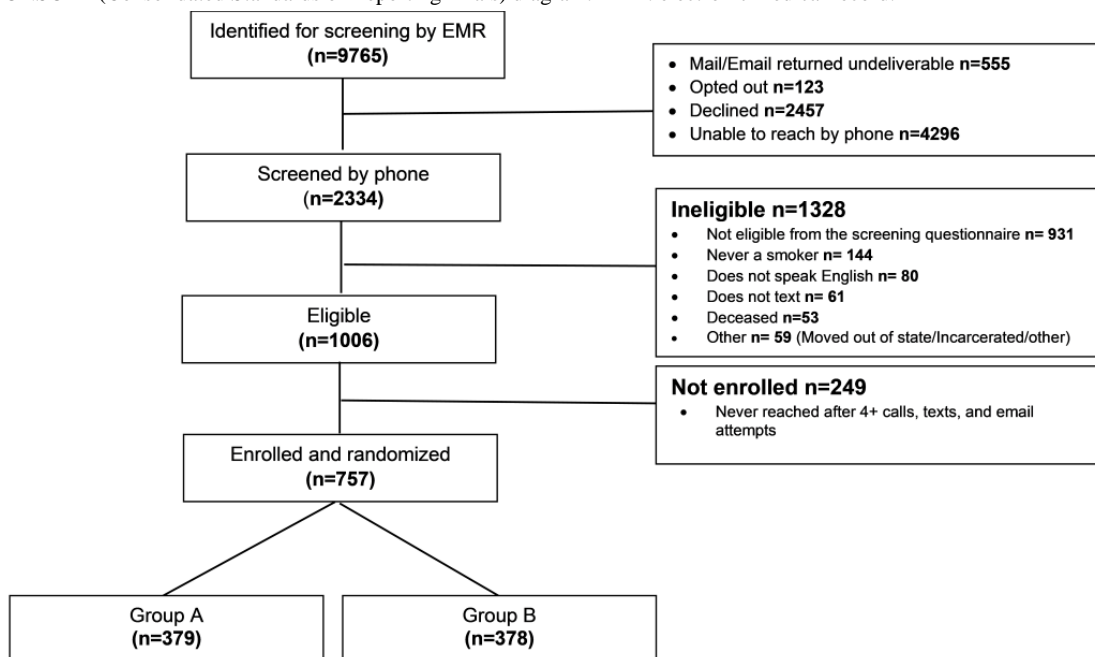 Identified for screening by EMR
(n=9765)
• Mail/Email returned undeliverable n=555
• Opted out n=123
• Declined n=2457
• Unable to reach by phone n=4296
Screened by phone
(n=2334)
Ineligible n=1328
• Not eligible from the screening questionnaire n= 931
• Never a smoker n= 144
• Does not speak English n= 80
• Does not text n= 61
• Deceased n=53
• Other n= 59 (Moved out of state/Incarcerated/other)
Eligible
(n=1006)
Not enrolled n=249
• Never reached after 4+ calls, texts, and email
attempts
Enrolled and randomized
(n=757)
Group A
(n=379)
Group B
(n=378)